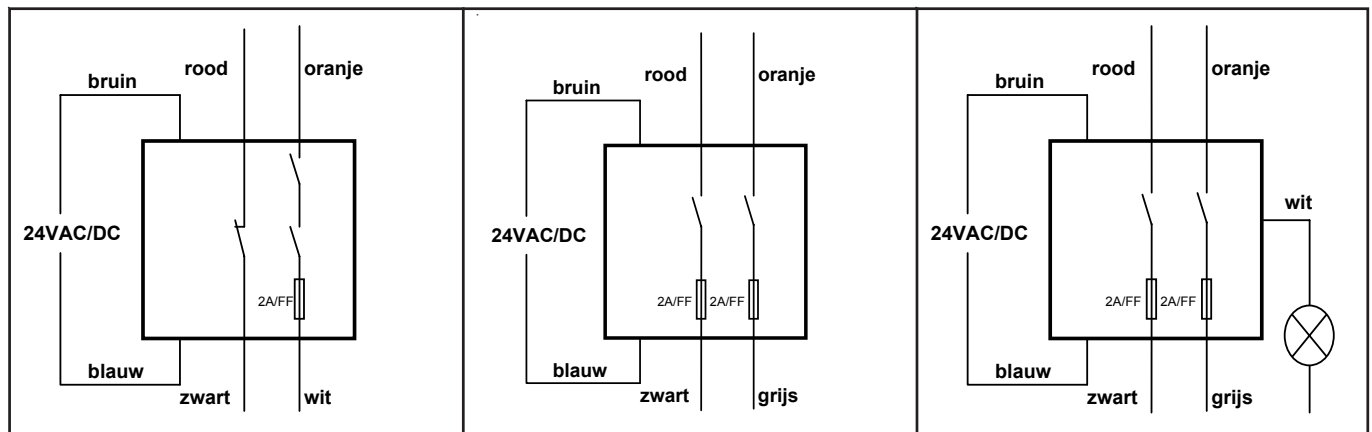 rood
oranje
bruin
24VAC/DC
2A/FF
blauw
zwart
wit
rood
oranje
bruin
24VAC/DC
2A/FF
2A/FF
blauw
zwart
grijs
rood
oranje
bruin
wit
24VAC/DC
2A/FF
2A/FF
blauw
zwart
grijs